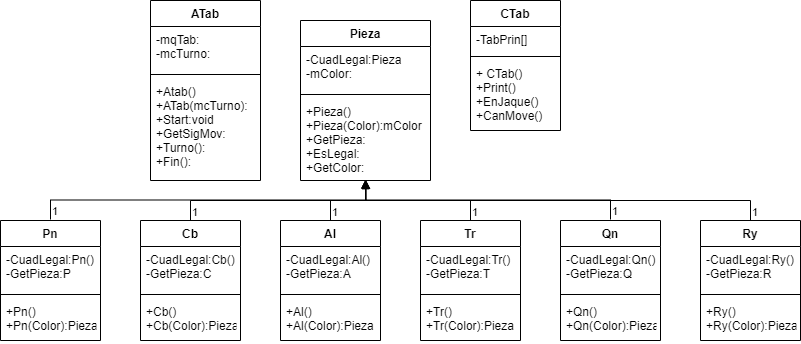 ATab
-mqTab:
-mcTurno:
+Atab()
+ATab(mcTurno):
+Start:void
+GetSigMov:
+Turno():
+Fin():
Pieza
-CuadLegal:Pieza
-mColor:
+Pieza()
+Pieza(Color):mColor
+GetPieza:
+EsLegal:
+GetColor:
CTab
-TabPrin[]
+ CTab()
+Print()
+EnJaque()
+CanMove()
1
1
1
1
1
1
Pn
-CuadLegal:Pn()
-GetPieza:P
+Pn()
+Pn(Color):Pieza
Cb
-CuadLegal:Cb()
-GetPieza:C
+Cb()
+Cb(Color):Pieza
Al
-CuadLegal:Al()
-GetPieza:A
+Al()
+Al(Color):Pieza
Tr
-CuadLegal:Tr()
-GetPieza:T
+Tr()
+Tr(Color):Pieza
Qn
-CuadLegal:Qn()
-GetPieza:Q
+Qn()
+Qn(Color):Pieza
Ry
-CuadLegal:Ry()
-GetPieza:R
+Ry()
+Ry(Color):Pieza